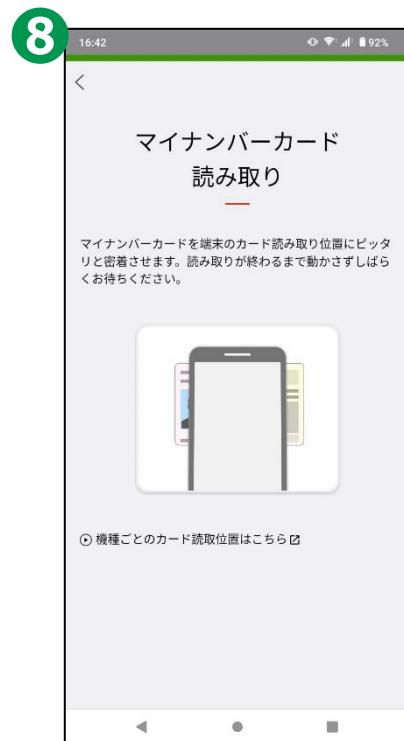 8
16:42
92%
マイナンバーカード
読み取り
マイナンバーカードを端末のカード読み取り位置にピッタ
リと密着させます。読み取りが終わるまで動かさずしばら
くお待ちください。
機種ごとのカード読取位置はこちら